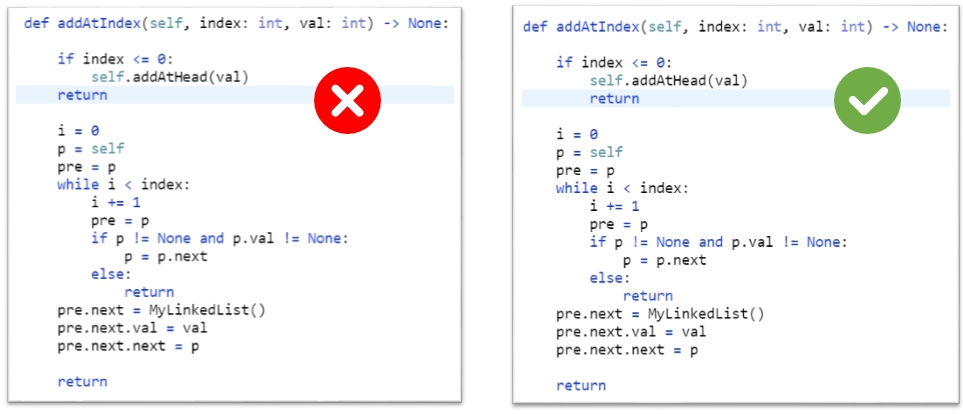 def addAtIndex(self, index: int, val: int) -> None:
if index <= 0:
self.addAtHead(val)
return
i = 0
p = self
pre = p
while i < index:
i += 1
pre = p
if p != None and p.val != None:
p = p.next
else:
return
pre.next = MyLinkedList()
pre.next.val = val
pre.next.next = p
return
def addAtIndex(self, index: int, val: int) -> None:
if index <= 0:
self.addAtHead(val)
return
i = 0
p = self
pre = p
while i < index:
i += 1
pre = p
if p != None and p.val != None:
p = p.next
else:
return
pre.next = MyLinkedList()
pre.next.val = val
pre.next.next = p
return